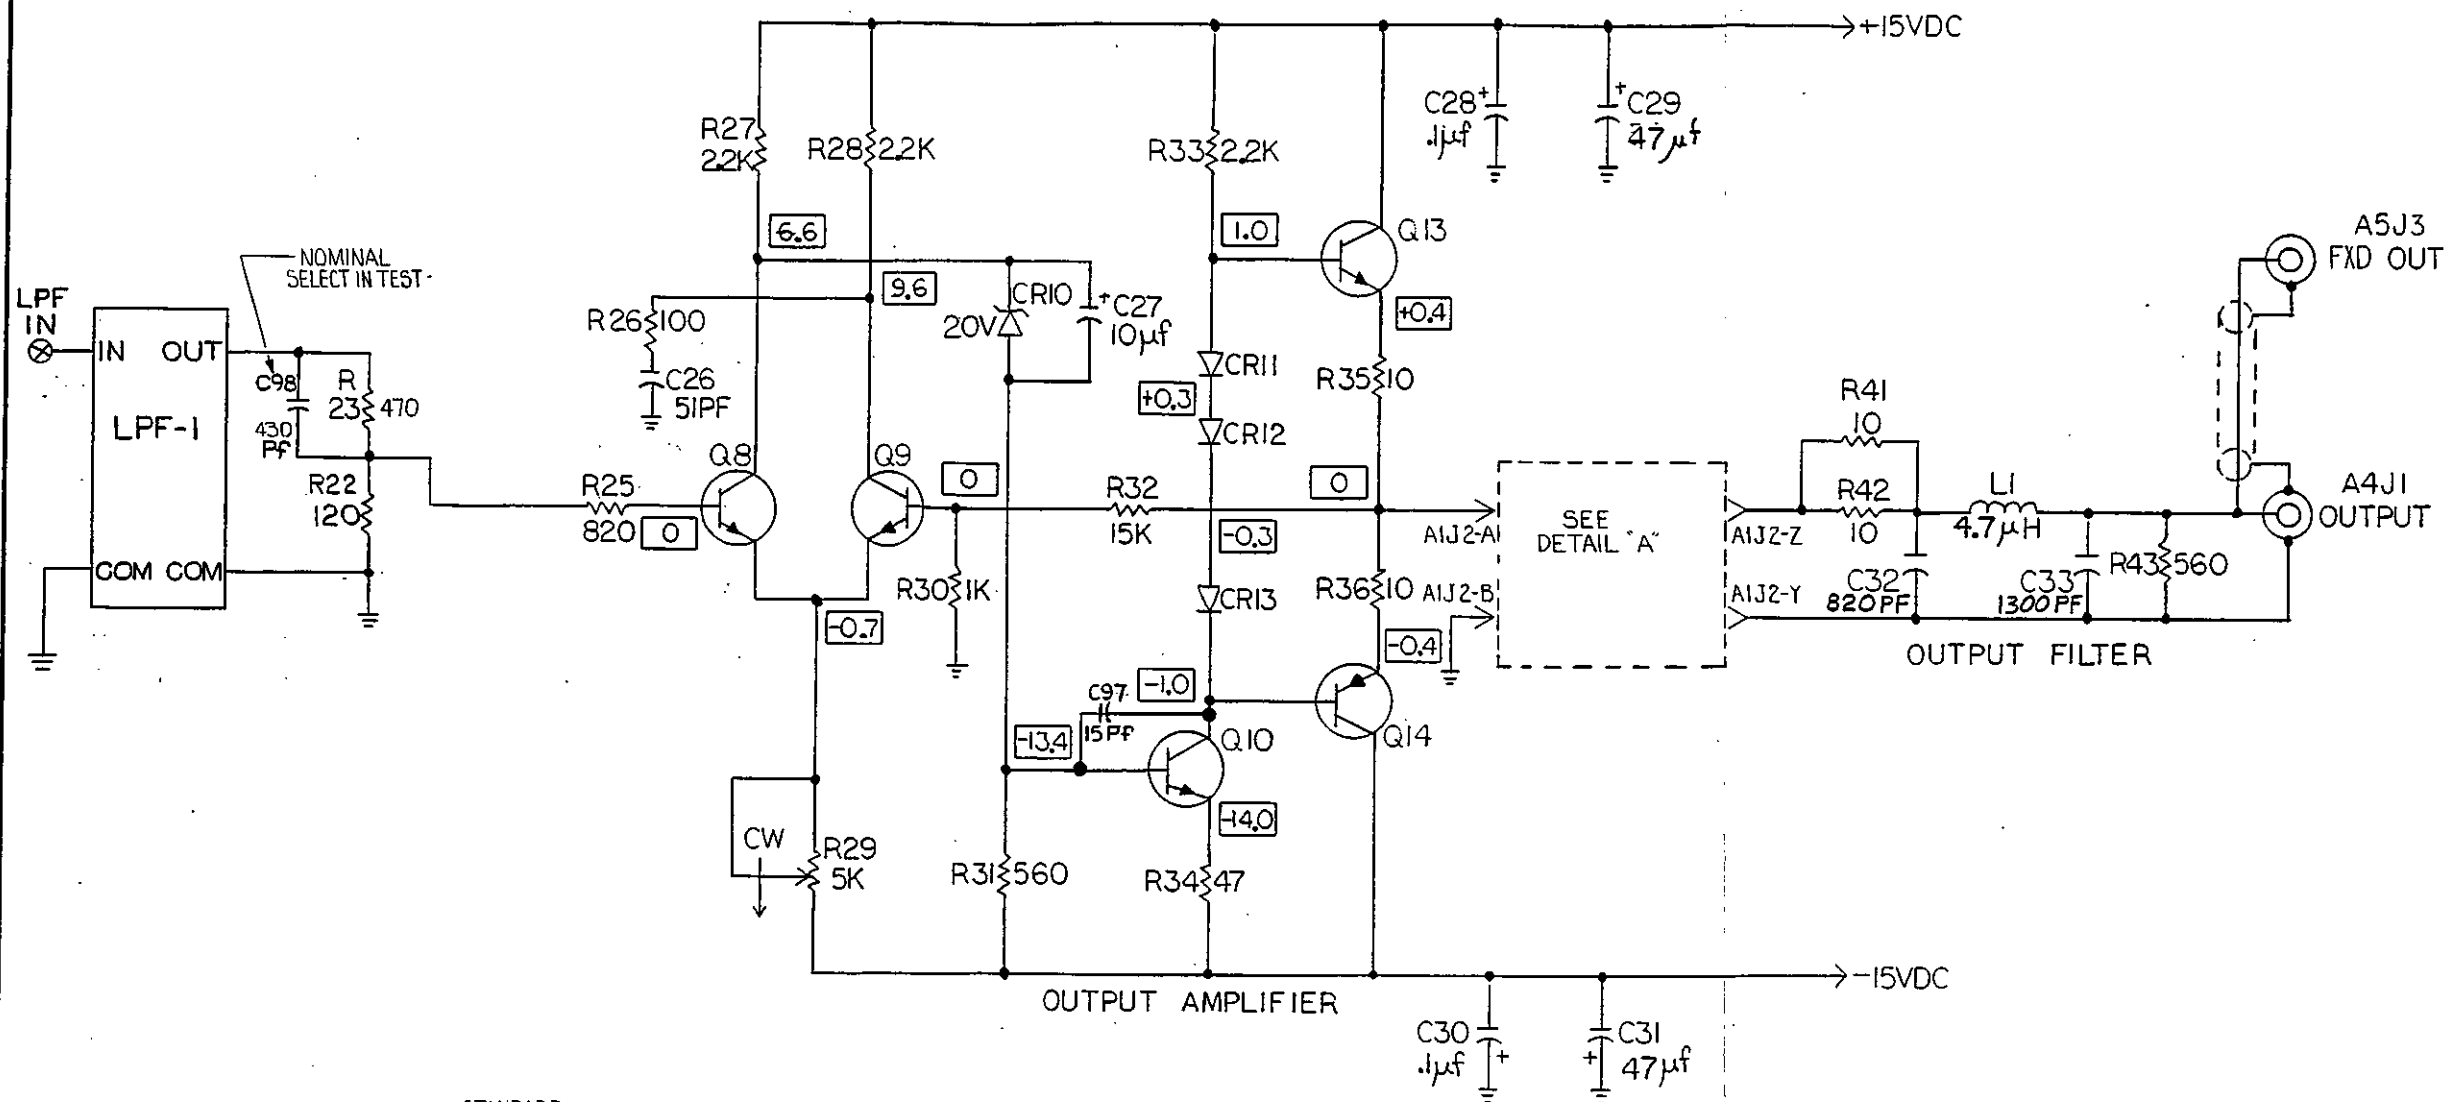 +15VDC
R27
2.2K
R28 2.2K
R33 2.2K
C28 +
.1µf
+ C29
47µf
NOMINAL
SELECT IN TEST
LPF
IN
IN OUT
LPF-1
COM COM
C98
430
Pf
R
23 470
R22
120
6.6
9.6
R26 100
C26
51PF
CR10
20V
+ C27
10µf
1.0
Q13
+0.4
CR11
+0.3
CR12
R35 10
Q8
Q9
R25
820
0
0
R32
15K
0
-0.3
R30 1K
-0.7
CR13
R36 10
-0.4
A1J2-A
A1J2-B
SEE
DETAIL "A"
A1J2-Z
A1J2-Y
R41
10
R42
10
L1
4.7µH
C32
820PF
C33
1300PF
R43 560
OUTPUT FILTER
A5J3
FXD OUT
A4J1
OUTPUT
C97
15Pf
-1.0
-13.4
Q10
Q14
-14.0
CW
R29
5K
R31 560
R34 47
-15VDC
OUTPUT AMPLIFIER
C30
.1µf +
C31
+ 47µf